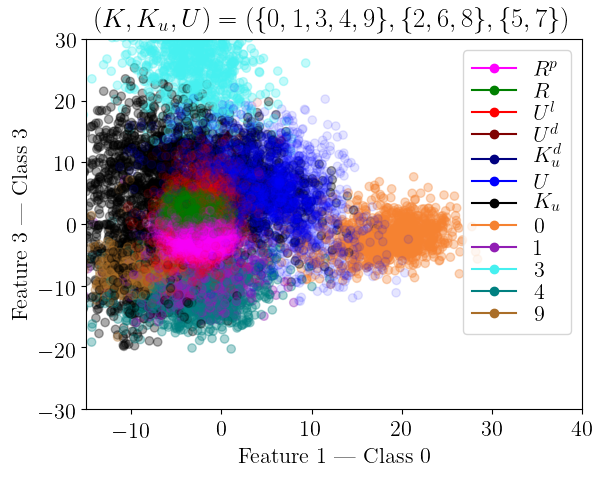 (K, K_u, U) = ({0, 1, 3, 4, 9}, {2, 6, 8}, {5, 7})
30
20
10
0
−10
−20
−30
Feature 3 — Class 3
−10
0
10
20
30
40
Feature 1 — Class 0
R^p
R
U^l
U^d
K_u^d
U
K_u
0
1
3
4
9